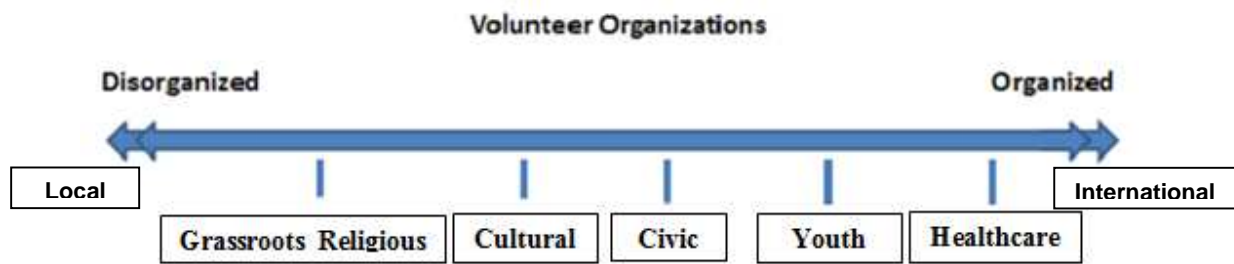 Volunteer Organizations
Disorganized Organized
Local International
Grassroots Religious Cultural Civic Youth Healthcare